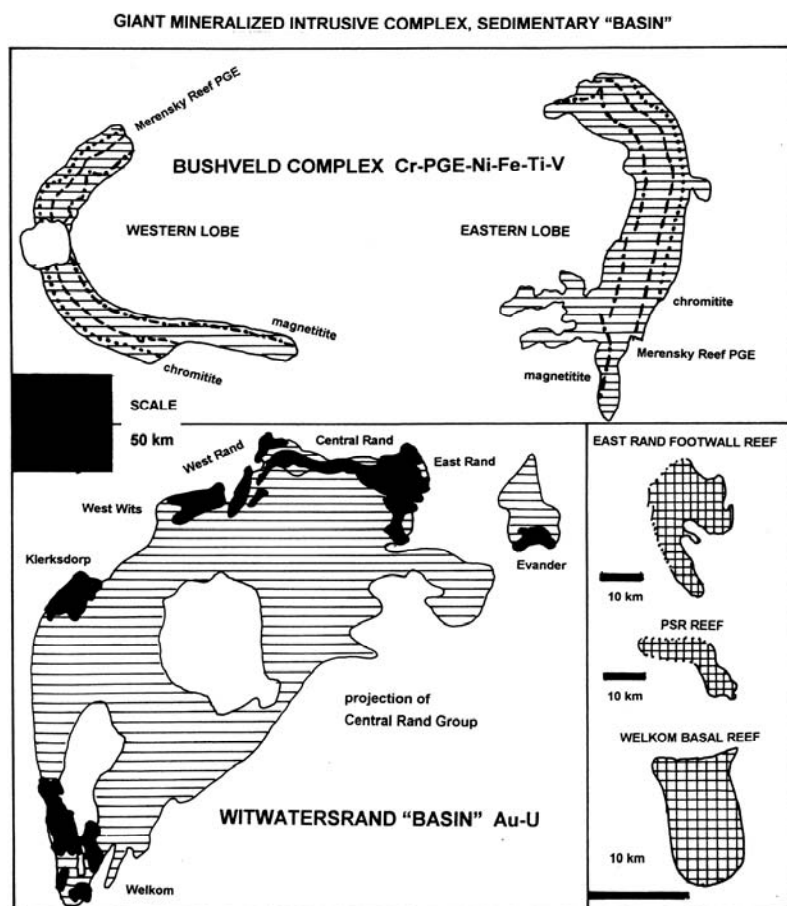 GIANT MINERALIZED INTRUSIVE COMPLEX, SEDIMENTARY “BASIN”
Merensky Reef PGE
BUSHVELD COMPLEX Cr-PGE-Ni-Fe-Ti-V
WESTERN LOBE
EASTERN LOBE
magnetitite
chromitite
chromitite
Merensky Reef PGE
magnetitite
SCALE
50 km
West Rand
Central Rand
East Rand
West Wits
Klerksdorp
Evander
projection of
Central Rand Group
WITWATERSRAND “BASIN” Au-U
Welkom
EAST RAND FOOTWALL REEF
10 km
PSR REEF
10 km
WELKOM BASAL REEF
10 km